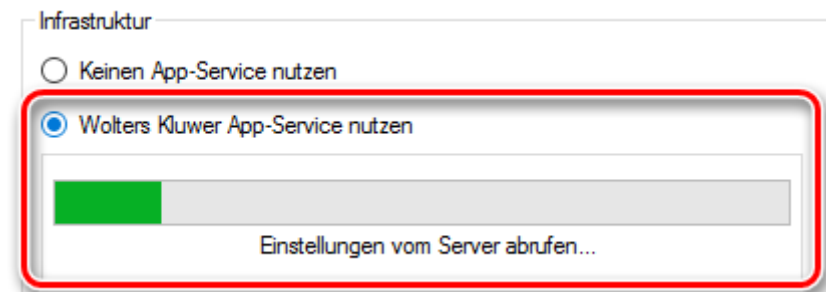 Infrastruktur
Keinen App-Service nutzen
Wolters Kluwer App-Service nutzen
Einstellungen vom Server abrufen...